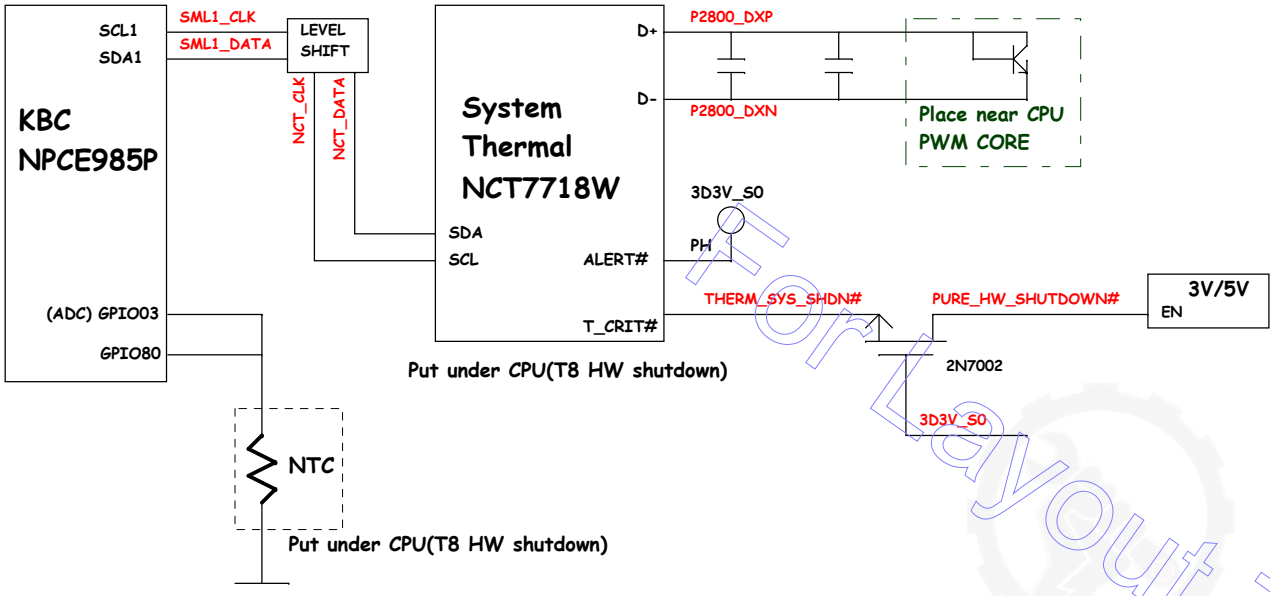 SML1_CLK
P2800_DXP
SCL1
LEVEL
SHIFT
D+
SML1_DATA
SDA1
NCT_CLK
NCT_DATA
KBC
NPCE985P
System
Thermal
NCT7718W
D-
P2800_DXN
Place near CPU
PWM CORE
3D3V_S0
SDA
PH
SCL
ALERT#
THERM_SYS_SHDN#
PURE_HW_SHUTDOWN#
3V/5V
EN
(ADC) GPIO03
T_CRIT#
GPIO80
Put under CPU(T8 HW shutdown)
2N7002
3D3V_S0
NTC
Put under CPU(T8 HW shutdown)
For Layout